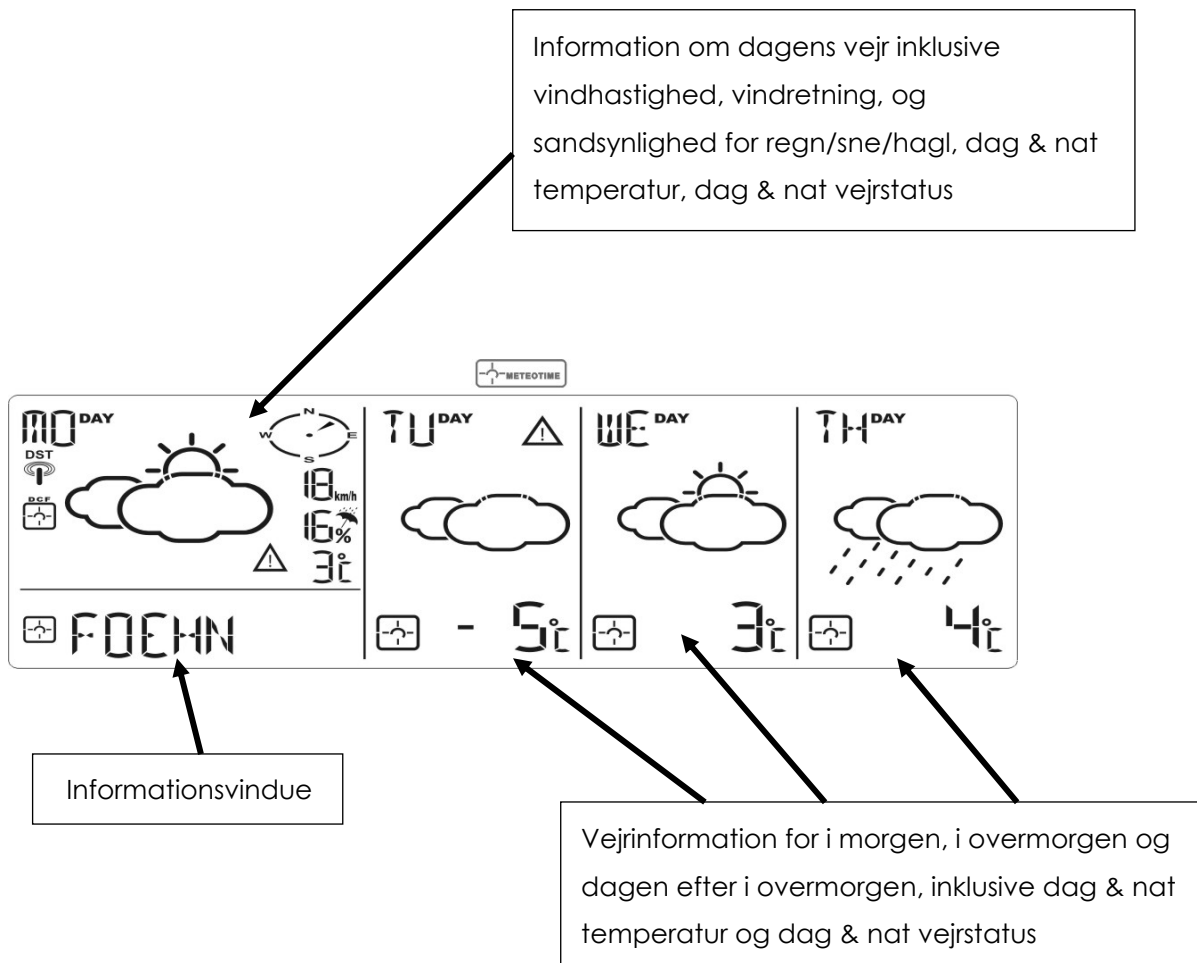 Information om dagens vejr inklusive
vindhastighed, vindretning, og
sandsynlighed for regn/sne/hagl, dag & nat
temperatur, dag & nat vejrstatus
METEOTIME
MO DAY
DST
DCF
N
W E
S
18 km/h
16 %
3°C
FOEHN
TU DAY
- 5°C
WE DAY
3°C
TH DAY
4°C
Informationsvindue
Vejrinformation for i morgen, i overmorgen og
dagen efter i overmorgen, inklusive dag & nat
temperatur og dag & nat vejrstatus